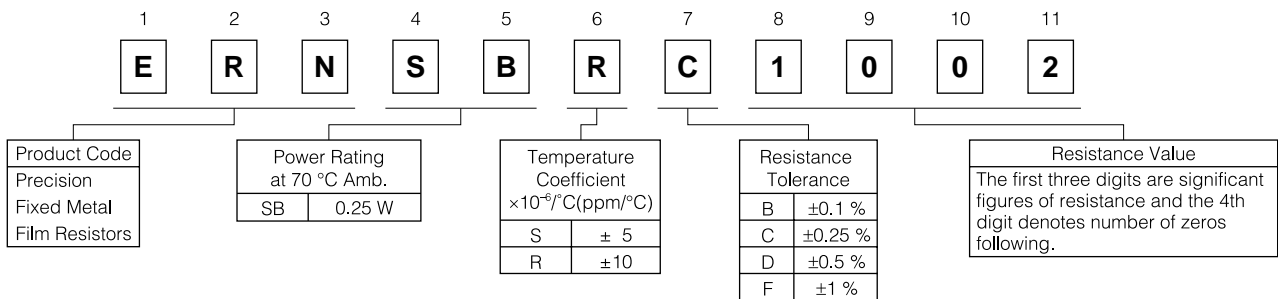 1 2 3 4 5 6 7 8 9 10 11
E R N S B R C 1 0 0 2
Product Code
Precision
Fixed Metal
Film Resistors
Power Rating
at 70 °C Amb.
SB 0.25 W
Temperature
Coefficient
×10⁻⁶/°C(ppm/°C)
S ± 5
R ±10
Resistance
Tolerance
B ±0.1 %
C ±0.25 %
D ±0.5 %
F ±1 %
Resistance Value
The first three digits are significant
figures of resistance and the 4th
digit denotes number of zeros
following.